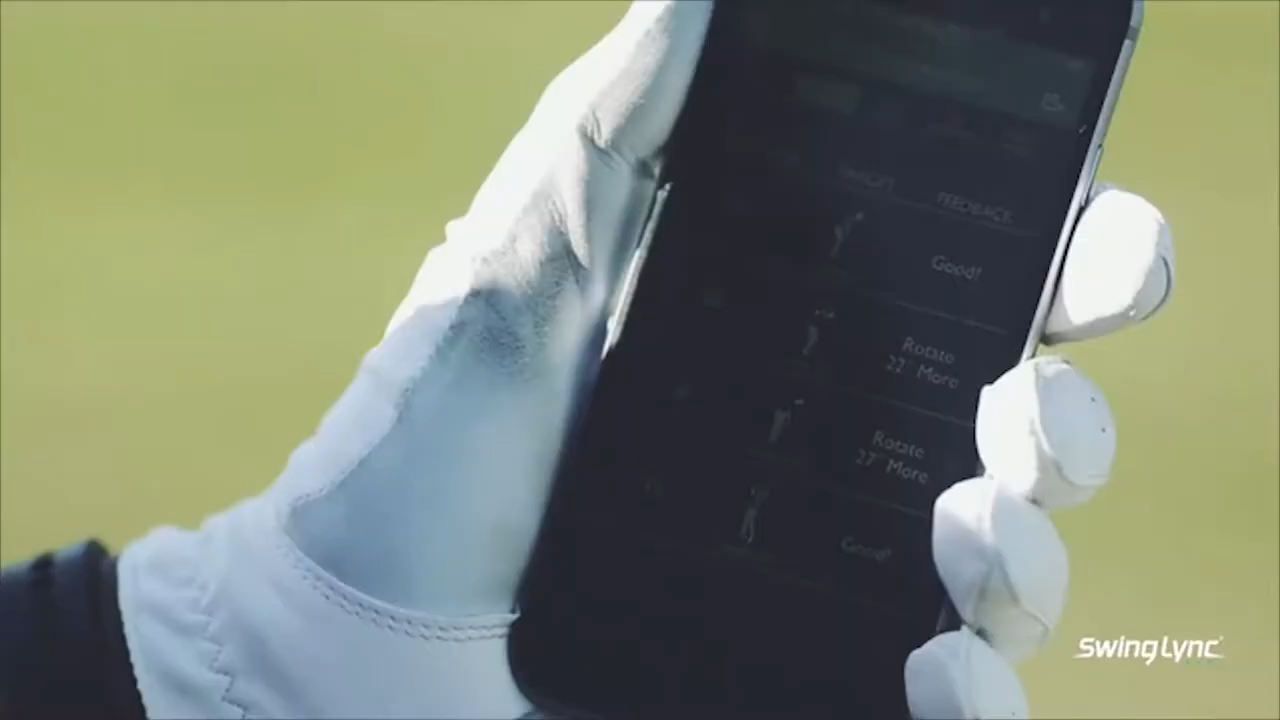 FEEDBACK
Good!
Rotate
22° More
Rotate
27° More
Good!
SwingLync